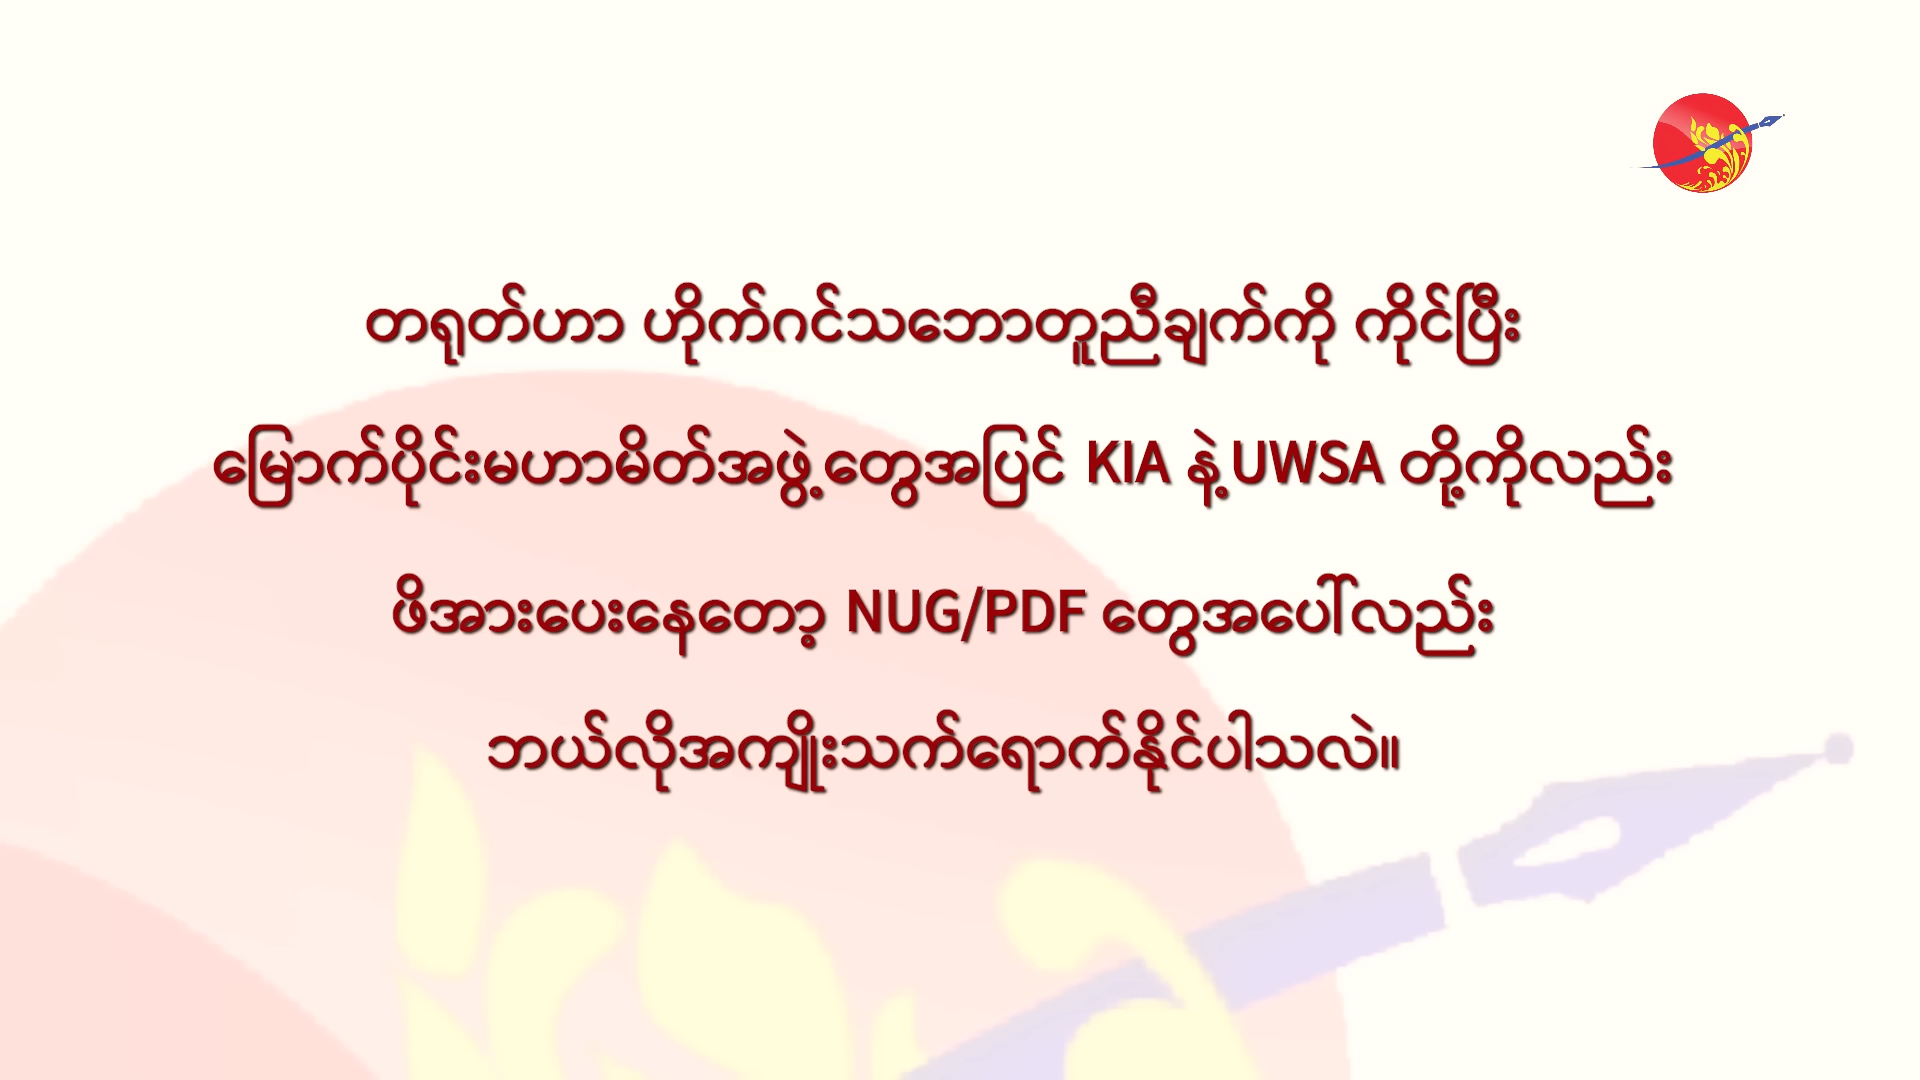 တရုတ်ဟာ ဟိုက်ဂင်သဘောတူညီချက်ကို ကိုင်ပြီး
မြောက်ပိုင်းမဟာမိတ်အဖွဲ့တွေအပြင် KIA နဲ့ UWSA တို့ကိုလည်း
ဖိအားပေးနေတော့ NUG/PDF တွေအပေါ်လည်း
ဘယ်လိုအကျိုးသက်ရောက်နိုင်ပါသလဲ။